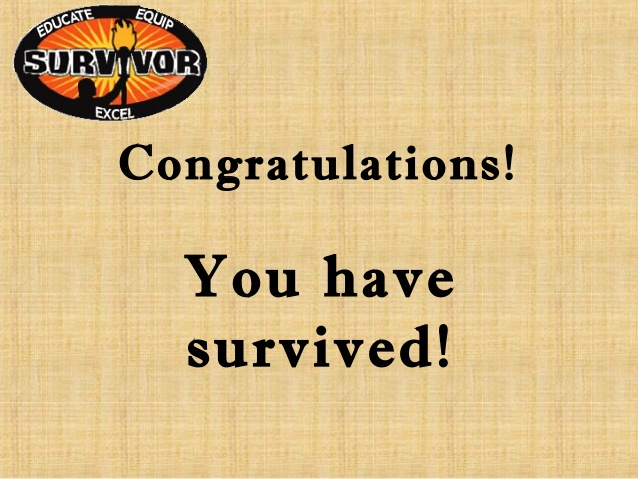 EDUCATE EQUIP
SURVIVOR
EXCEL
Congratulations!
You have
survived!